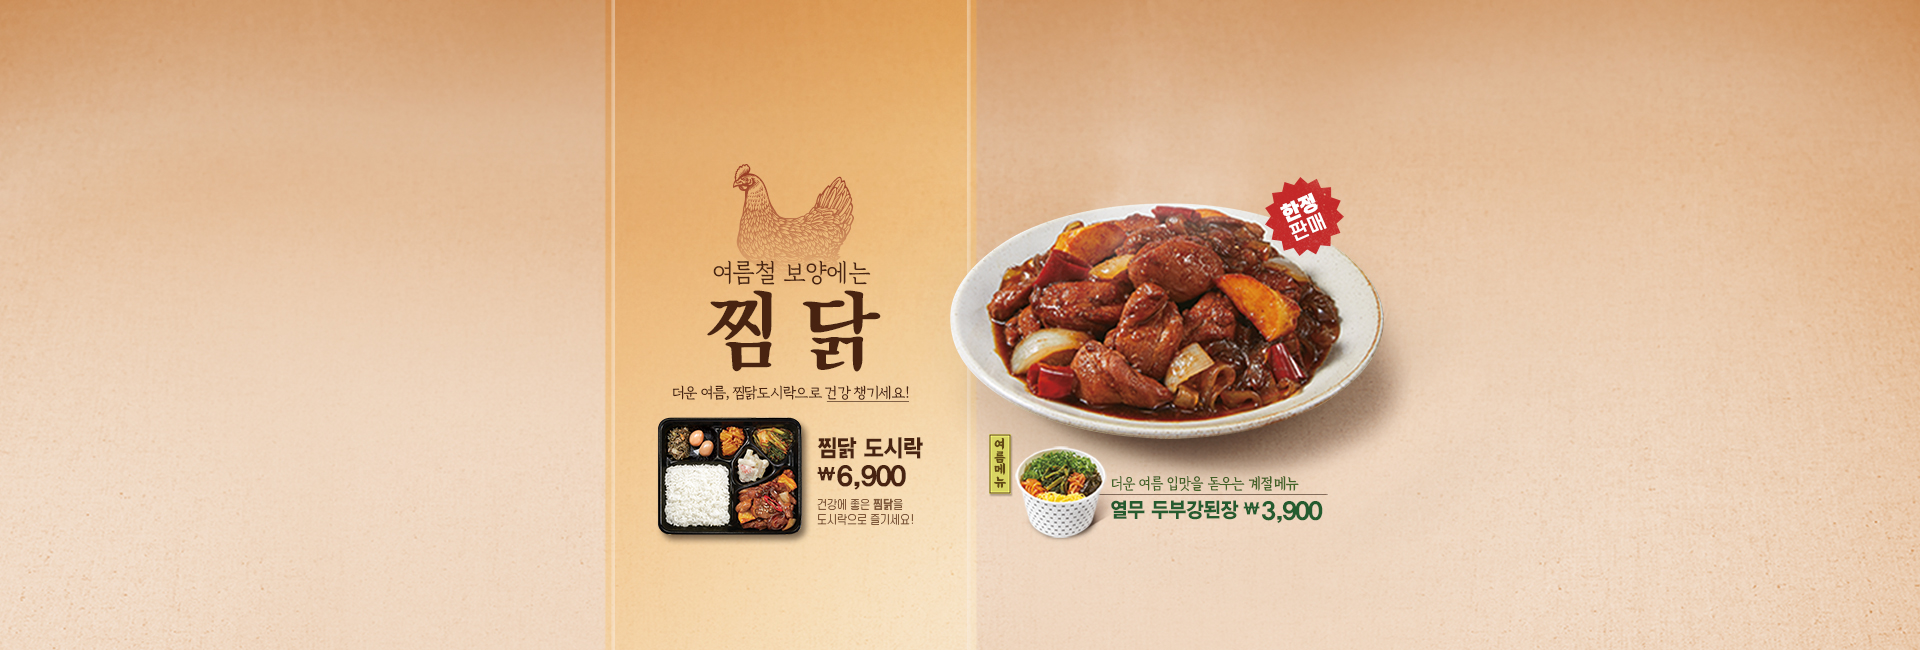 여름철 보양에는
찜닭
더운 여름, 찜닭도시락으로 건강 챙기세요!
찜닭 도시락
₩6,900
건강에 좋은 찜닭을
도시락으로 즐기세요!
한정
판매
여름메뉴
더운 여름 입맛을 돋우는 계절메뉴
열무 두부강된장 ₩3,900